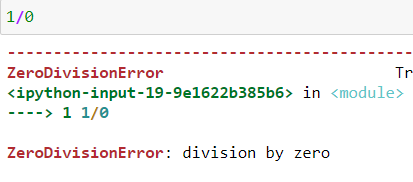 1/0
---------------------------------------------
ZeroDivisionError Tr
<ipython-input-19-9e1622b385b6> in <module>
----> 1 1/0
ZeroDivisionError: division by zero